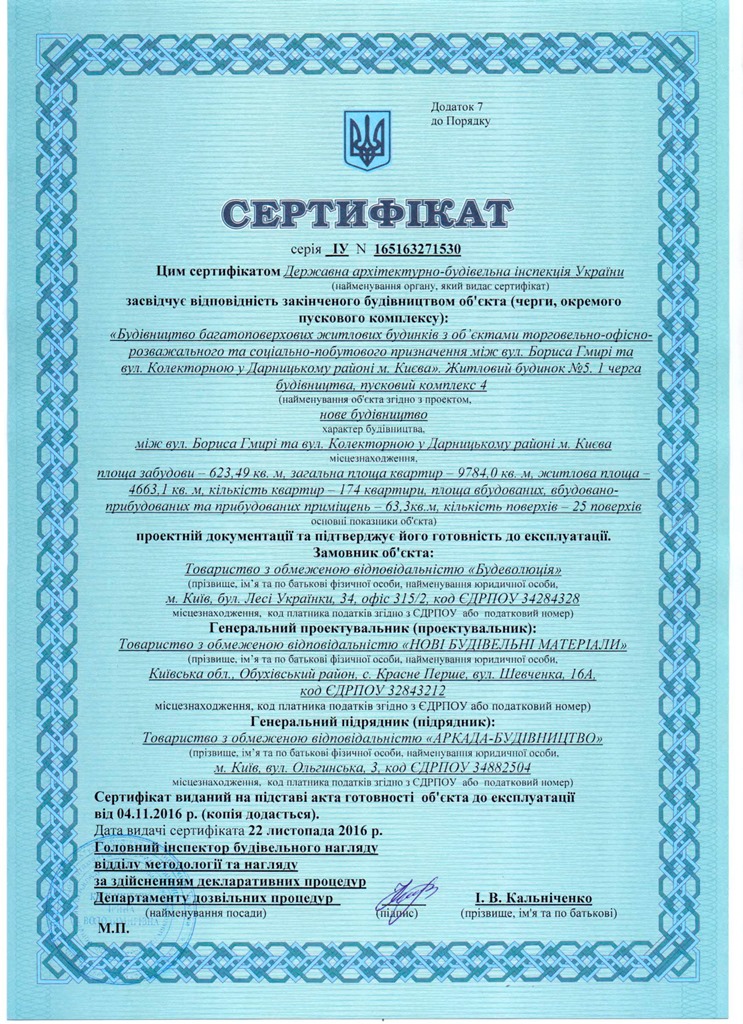 Додаток 7
до Порядку
СЕРТИФІКАТ
серія ІУ N 165163271530
Цим сертифікатом Державна архітектурно-будівельна інспекція України
(найменування органу, який видає сертифікат)
засвідчує відповідність закінченого будівництвом об'єкта (черги, окремого
пускового комплексу):
«Будівництво багатоповерхових житлових будинків з об’єктами торговельно-офісно-
розважального та соціально-побутового призначення між вул. Бориса Гмирі та
вул. Колекторною у Дарницькому районі м. Києва». Житловий будинок №5. 1 черга
будівництва, пусковий комплекс 4
(найменування об'єкта згідно з проектом,
нове будівництво
характер будівництва,
між вул. Бориса Гмирі та вул. Колекторною у Дарницькому районі м. Києва
місцезнаходження,
площа забудови – 623,49 кв. м, загальна площа квартир – 9784,0 кв. м, житлова площа –
4663,1 кв. м, кількість квартир – 174 квартири, площа вбудованих, вбудовано-
прибудованих та прибудованих приміщень – 63,3кв.м, кількість поверхів – 25 поверхів
основні показники об'єкта)
проектній документації та підтверджує його готовність до експлуатації.
Замовник об'єкта:
Товариство з обмеженою відповідальністю «Будеволюція»
(прізвище, ім’я та по батькові фізичної особи, найменування юридичної особи,
м. Київ, бул. Лесі Українки, 34, офіс 315/2, код ЄДРПОУ 34284328
місцезнаходження, код платника податків згідно з ЄДРПОУ або податковий номер)
Генеральний проектувальник (проектувальник):
Товариство з обмеженою відповідальністю «НОВІ БУДІВЕЛЬНІ МАТЕРІАЛИ»
(прізвище, ім’я та по батькові фізичної особи, найменування юридичної особи,
Київська обл., Обухівський район, с. Красне Перше, вул. Шевченка, 16А,
код ЄДРПОУ 32843212
місцезнаходження, код платника податків згідно з ЄДРПОУ або податковий номер)
Генеральний підрядник (підрядник):
Товариство з обмеженою відповідальністю «АРКАДА-БУДІВНИЦТВО»
(прізвище, ім’я та по батькові фізичної особи, найменування юридичної особи,
м. Київ, вул. Ольгинська, 3, код ЄДРПОУ 34882504
місцезнаходження, код платника податків згідно з ЄДРПОУ або податковий номер)
Сертифікат виданий на підставі акта готовності об'єкта до експлуатації
від 04.11.2016 р. (копія додається).
Дата видачі сертифіката 22 листопада 2016 р.
Головний інспектор будівельного нагляду
відділу методології та нагляду
за здійсненням декларативних процедур
Департаменту дозвільних процедур
І. В. Кальніченко
(найменування посади)
(підпис)
(прізвище, ім'я та по батькові)
М.П.